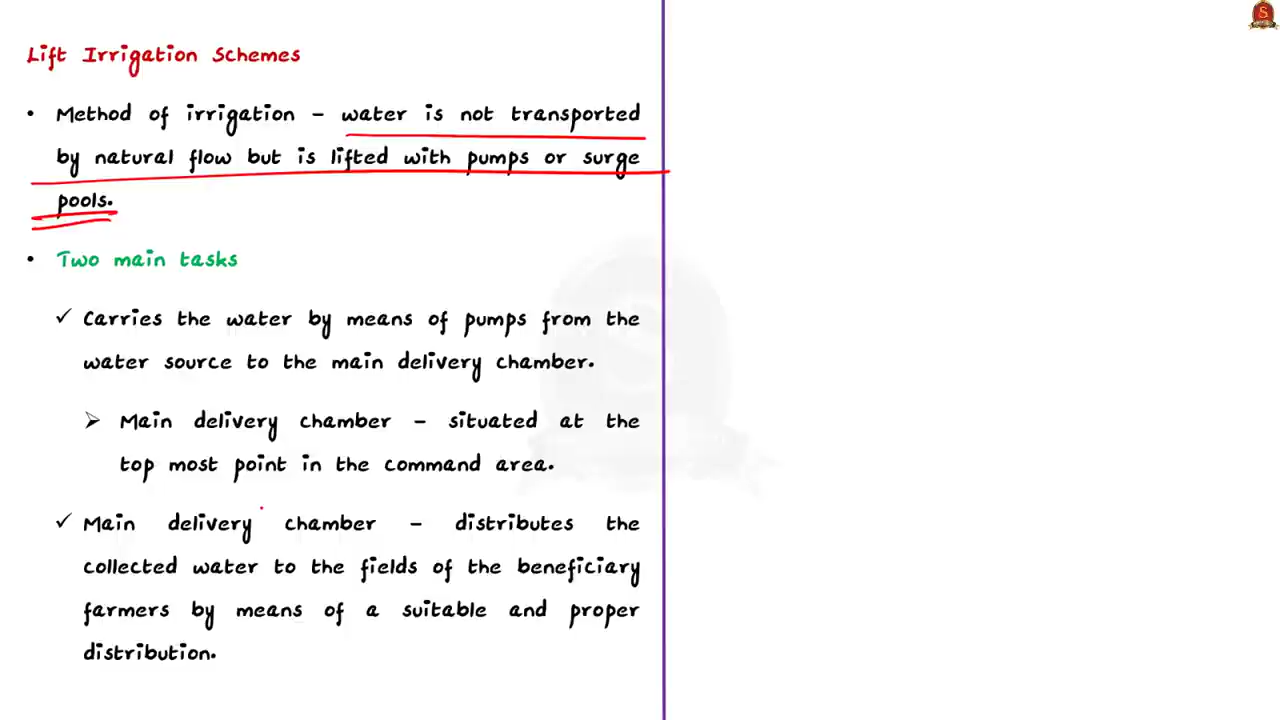 Lift Irrigation Schemes
• Method of irrigation – water is not transported
by natural flow but is lifted with pumps or surge
pools.
• Two main tasks
✓ Carries the water by means of pumps from the
water source to the main delivery chamber.
➢ Main delivery chamber – situated at the
top most point in the command area.
✓ Main delivery chamber – distributes the
collected water to the fields of the beneficiary
farmers by means of a suitable and proper
distribution.